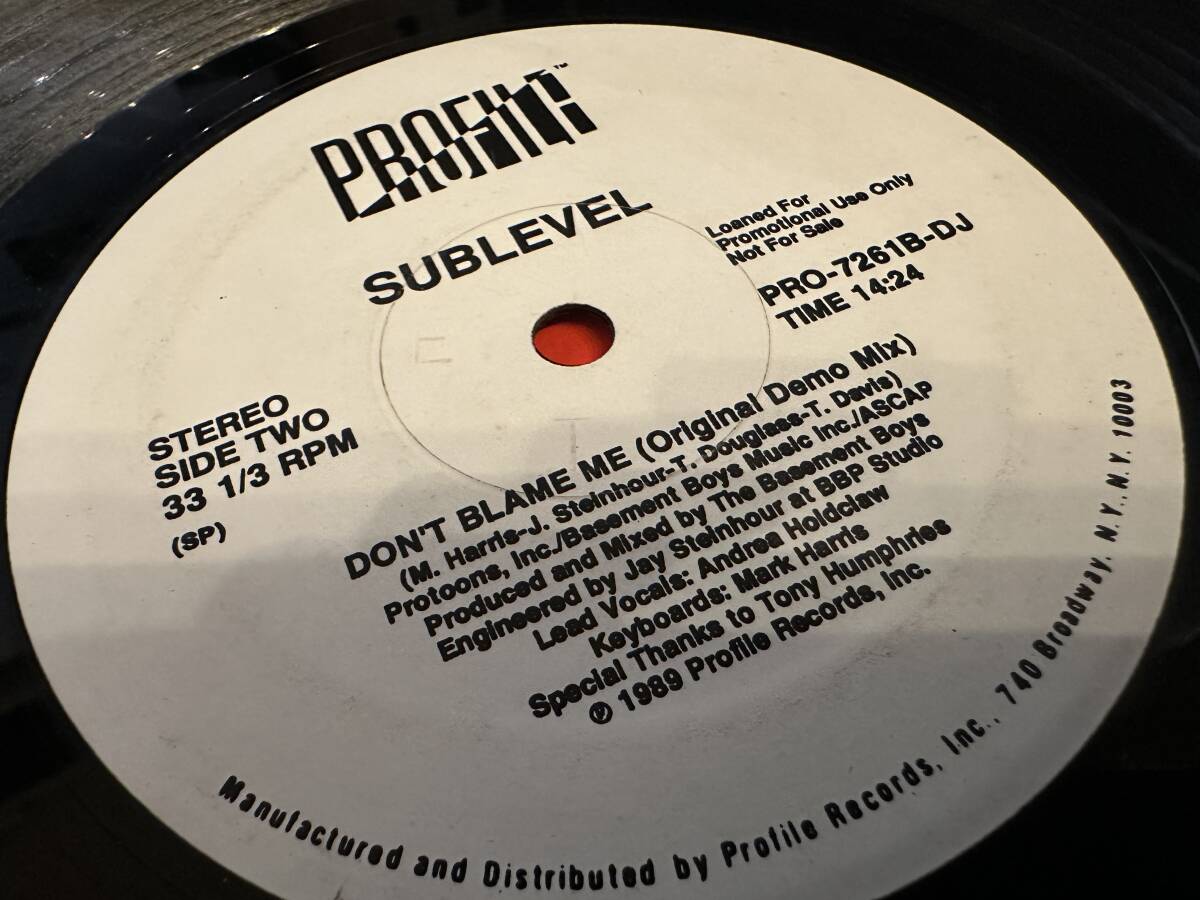 PROFILE™
SUBLEVEL
Loaned For
Promotional Use Only
Not For Sale
PRO-7261B-DJ
TIME 14:24
STEREO
SIDE TWO
33 1/3 RPM
(SP)
DON'T BLAME ME (Original Demo Mix)
(M. Harris-J. Steinhour-T. Douglass-T. Davis)
Protoons, Inc./Basement Boys Music Inc./ASCAP
Produced and Mixed by The Basement Boys
Engineered by Jay Steinhour at BBP Studio
Lead Vocals: Andrea Holdclaw
Keyboards: Mark Harris
Special Thanks to Tony Humphries
℗ 1989 Profile Records, Inc.
Manufactured and Distributed by Profile Records, Inc., 740 Broadway, N.Y., N.Y. 10003